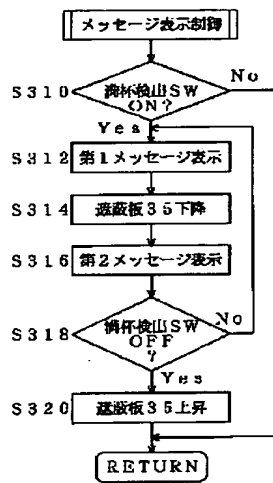 メッセージ表示制御
S310
満杯検出SW
ON?
No
Yes
S312
第1メッセージ表示
S314
遮蔽板35下降
S316
第2メッセージ表示
S318
満杯検出SW
OFF
?
No
Yes
S320
遮蔽板35上昇
RETURN